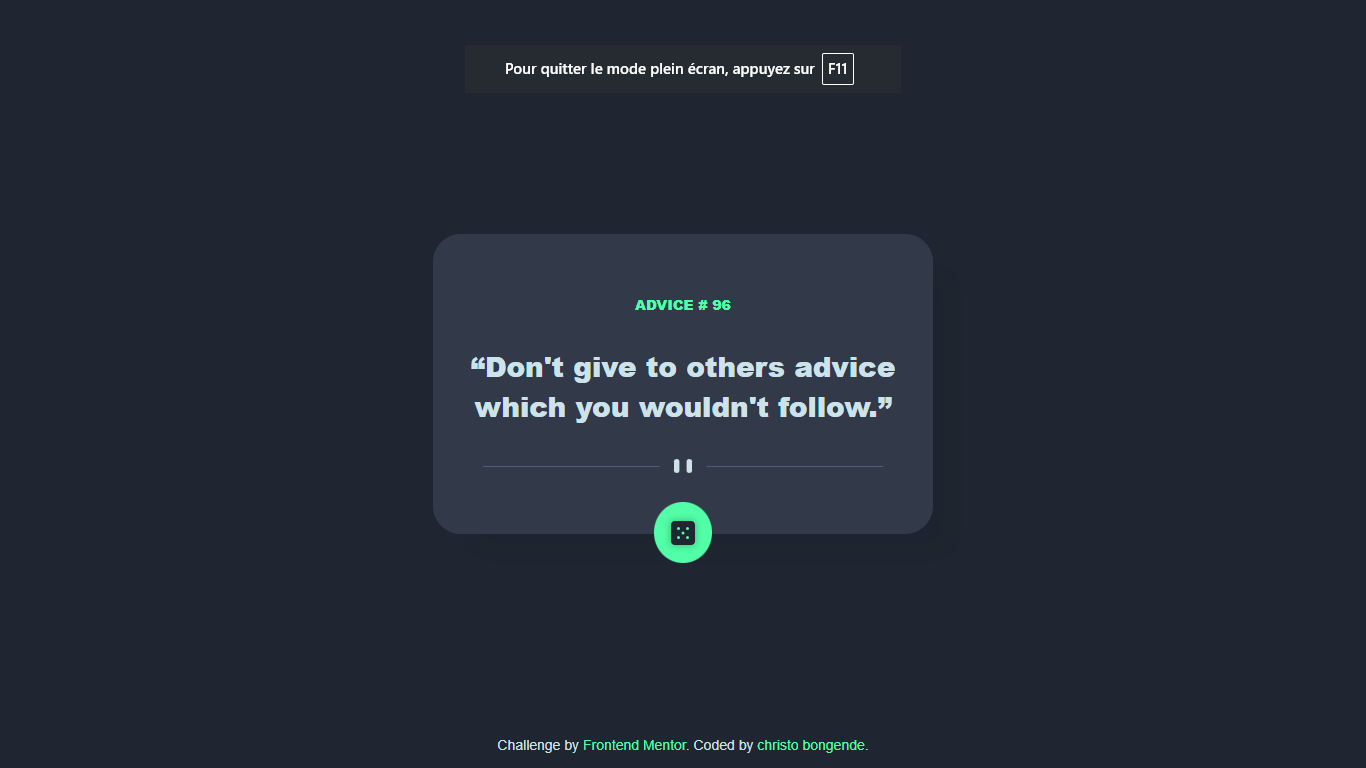 Pour quitter le mode plein écran, appuyez sur F11
ADVICE # 96
“Don't give to others advice
which you wouldn't follow.”
Challenge by Frontend Mentor. Coded by christo bongende.